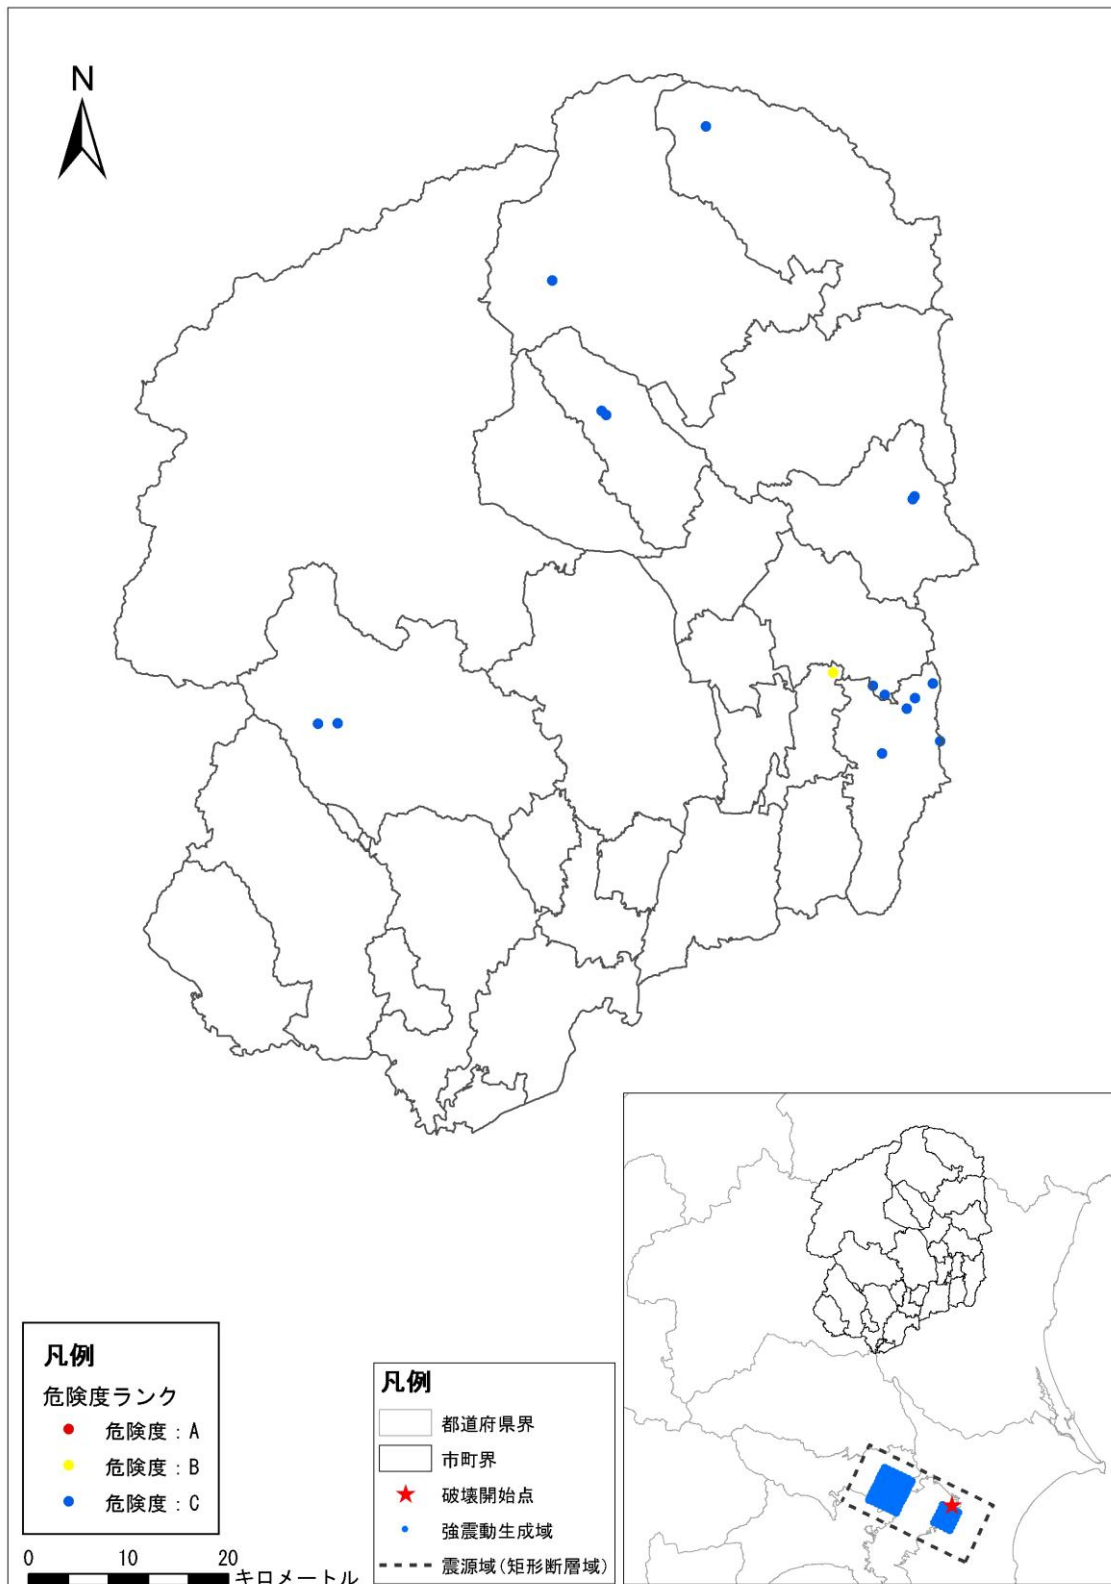 N
凡例
危険度ランク
危険度：A
危険度：B
危険度：C
0 10 20
キロメートル
凡例
都道府県界
市町界
破壊開始点
強震動生成域
震源域(矩形断層域)